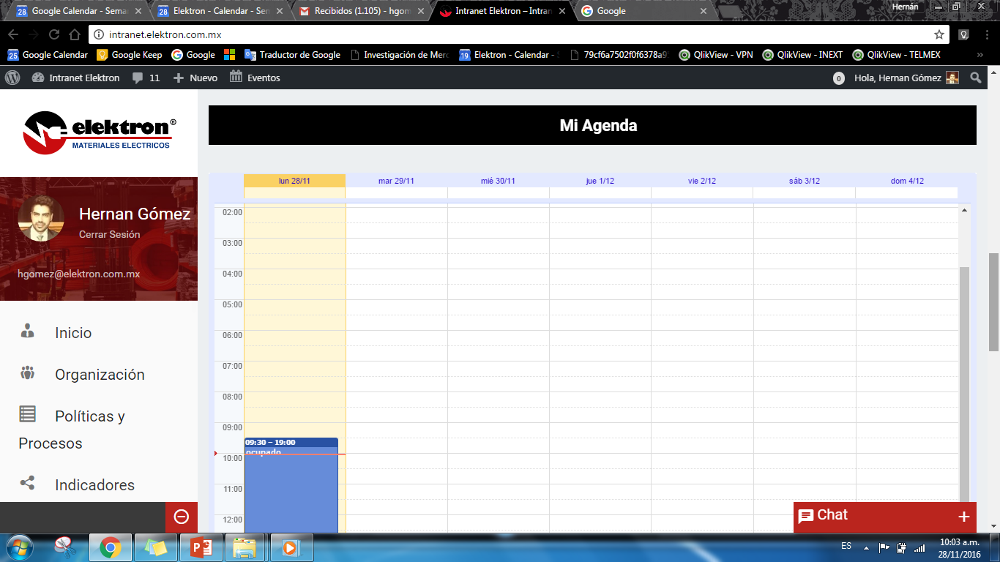 Google Calendar - Sema
Elektron - Calendar - Sem
Recibidos (1.105) - hgom
Intranet Elektron – Intran
Google
Hernán
intranet.elektron.com.mx
Google Calendar
Google Keep
Google
Traductor de Google
Investigación de Merc
Elektron - Calendar - S
79cf6a7502f0f6378a9
QlikView - VPN
QlikView - INEXT
QlikView - TELMEX
»
Intranet Elektron
11
Nuevo
Eventos
0
Hola, Hernan Gómez
elektron®
MATERIALES ELECTRICOS
Hernan Gómez
Cerrar Sesión
hgomez@elektron.com.mx
Inicio
Organización
Políticas y
Procesos
Indicadores
Mi Agenda
lun 28/11
mar 29/11
mié 30/11
jue 1/12
vie 2/12
sáb 3/12
dom 4/12
02:00
03:00
04:00
05:00
06:00
07:00
08:00
09:00
09:30 – 19:00
ocupado
10:00
11:00
12:00
Chat
+
ES
10:03 a.m.
28/11/2016